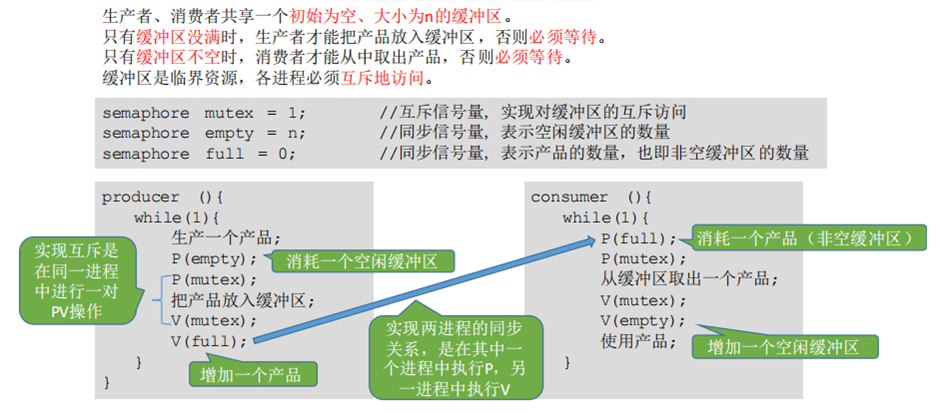 生产者、消费者共享一个初始为空、大小为n的缓冲区。
只有缓冲区没满时，生产者才能把产品放入缓冲区，否则必须等待。
只有缓冲区不空时，消费者才能从中取出产品，否则必须等待。
缓冲区是临界资源，各进程必须互斥地访问。
semaphore mutex = 1; //互斥信号量，实现对缓冲区的互斥访问
semaphore empty = n; //同步信号量，表示空闲缓冲区的数量
semaphore full = 0; //同步信号量，表示产品的数量，也即非空缓冲区的数量
producer (){
while(1){
生产一个产品;
P(empty);
消耗一个空闲缓冲区
P(mutex);
把产品放入缓冲区;
V(mutex);
V(full);
增加一个产品
}
}
实现互斥是
在同一进程
中进行一对
PV操作
实现两进程的同步
关系，是在其中一
个进程中执行P，另
一进程中执行V
consumer (){
while(1){
P(full);
消耗一个产品（非空缓冲区）
P(mutex);
从缓冲区取出一个产品;
V(mutex);
V(empty);
增加一个空闲缓冲区
使用产品;
}
}